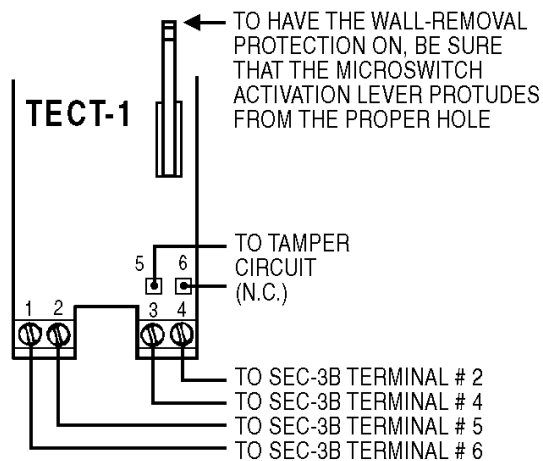 TO HAVE THE WALL-REMOVAL
PROTECTION ON, BE SURE
THAT THE MICROSWITCH
ACTIVATION LEVER PROTUDES
FROM THE PROPER HOLE
TECT-1
5 6
TO TAMPER
CIRCUIT
(N.C.)
1 2 3 4
TO SEC-3B TERMINAL # 2
TO SEC-3B TERMINAL # 4
TO SEC-3B TERMINAL # 5
TO SEC-3B TERMINAL # 6